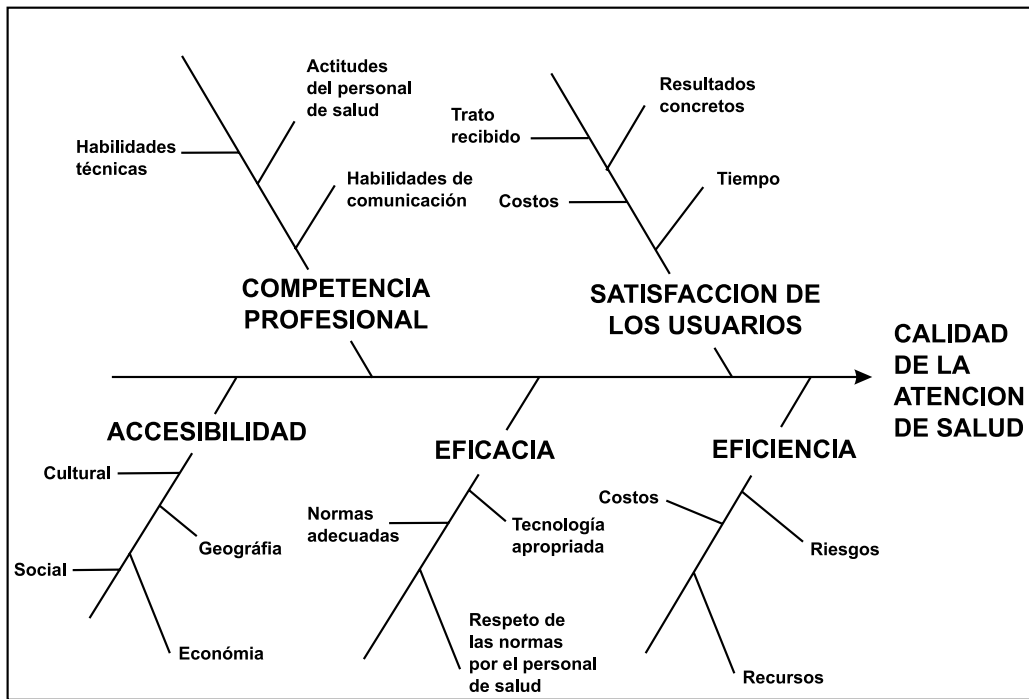 Actitudes
del personal
de salud
Habilidades
técnicas
Habilidades de
comunicación
COMPETENCIA
PROFESIONAL
Resultados
concretos
Trato
recibido
Tiempo
Costos
SATISFACCION DE
LOS USUARIOS
CALIDAD
DE LA
ATENCION
DE SALUD
ACCESIBILIDAD
Cultural
Geográfia
Social
Económia
EFICACIA
Normas
adecuadas
Tecnología
apropriada
Respeto de
las normas
por el personal
de salud
EFICIENCIA
Costos
Riesgos
Recursos